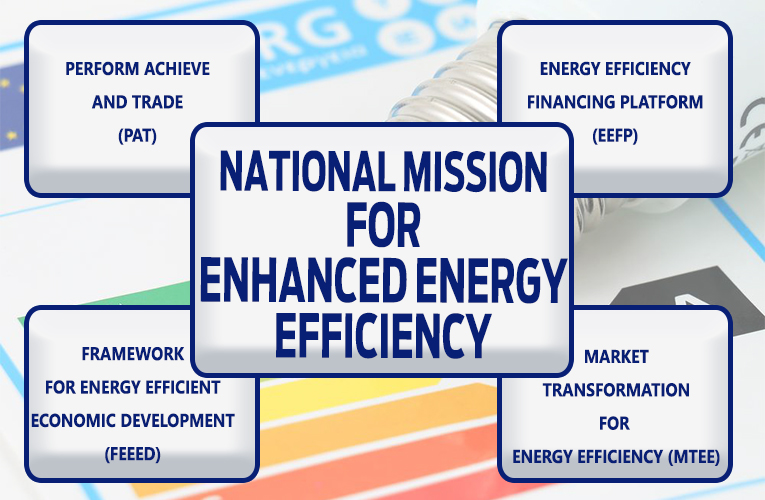 PERFORM ACHIEVE
AND TRADE
(PAT)
ENERGY EFFICIENCY
FINANCING PLATFORM
(EEFP)
NATIONAL MISSION
FOR
ENHANCED ENERGY
EFFICIENCY
FRAMEWORK
FOR ENERGY EFFICIENT
ECONOMIC DEVELOPMENT
(FEEED)
MARKET
TRANSFORMATION
FOR
ENERGY EFFICIENCY (MTEE)
RG
A